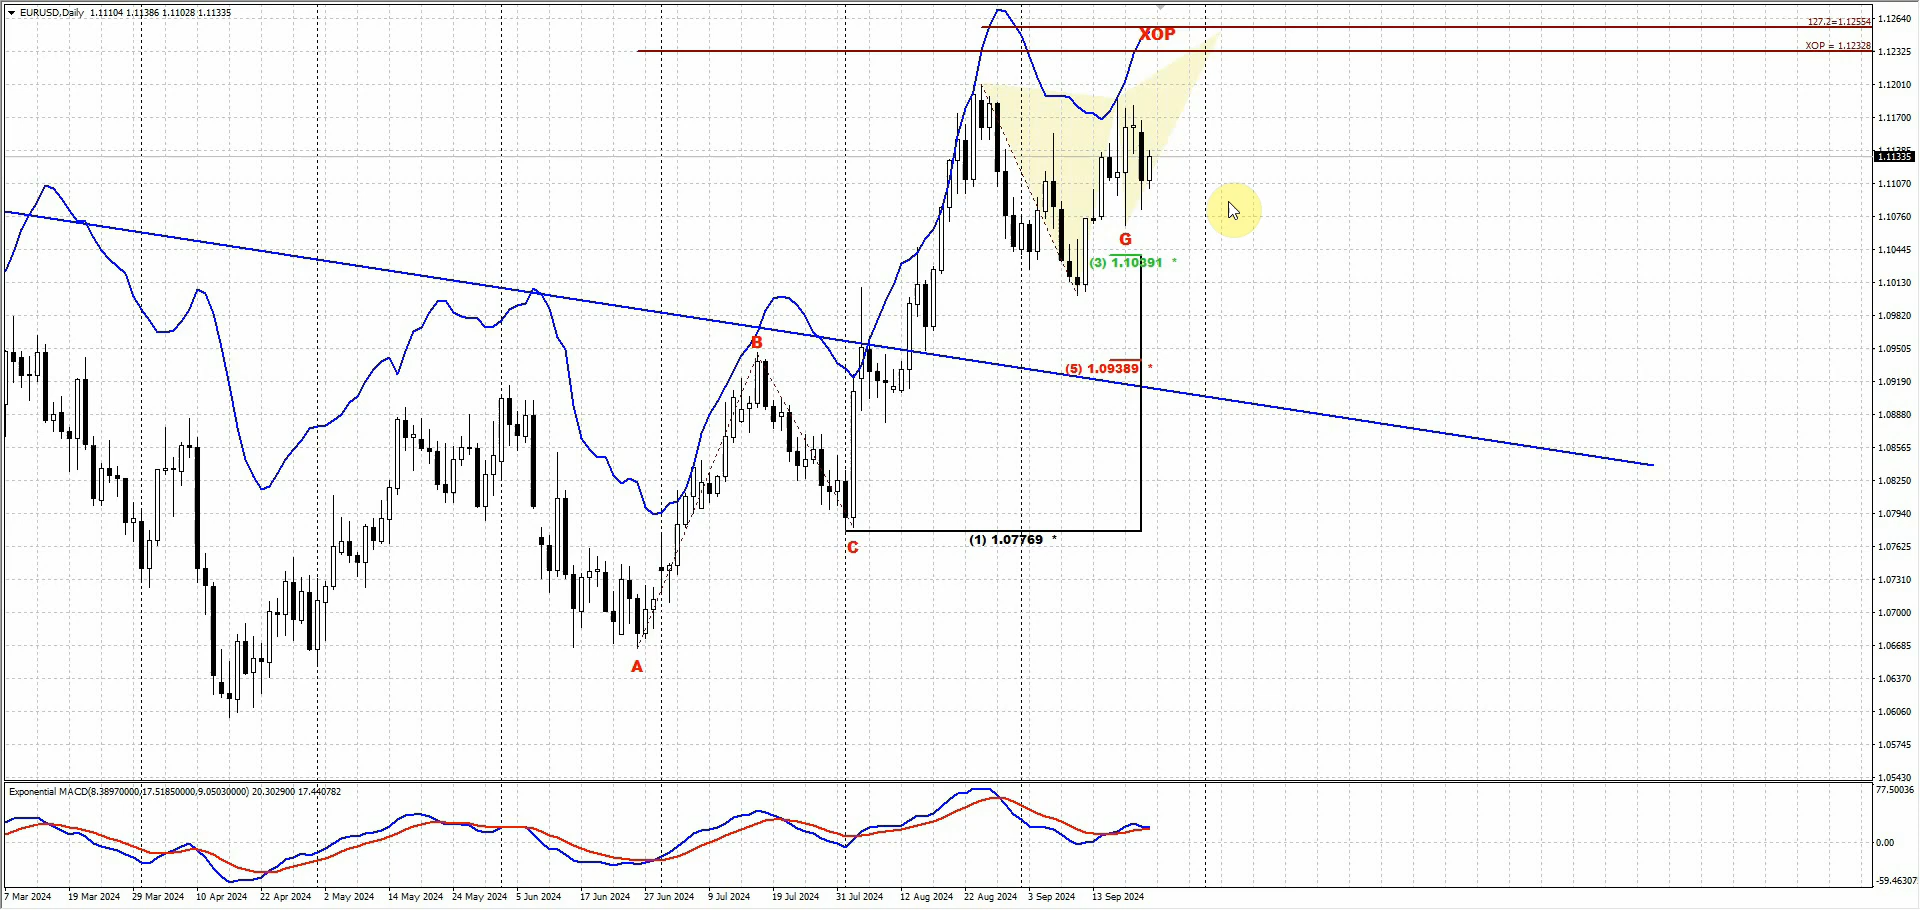 EURUSD,Daily 1.11104 1.11386 1.11028 1.11335
1.12640
127.2=1.12554
XOP
XOP = 1.12328
1.12325
1.12010
1.11700
1.11385
1.11335
1.11070
1.10760
G
1.10445
(3) 1.10391 *
1.10130
1.09820
B
1.09505
(5) 1.09389 *
1.09190
1.08880
1.08565
1.08250
1.07940
(1) 1.07769 *
C
1.07625
1.07310
1.07000
A
1.06685
1.06370
1.06060
1.05745
1.05430
Exponential MACD(8.38970000,17.51850000,9.05030000) 20.302900 17.440782
77.50036
0.00
-59.46307
7 Mar 2024 19 Mar 2024 29 Mar 2024 10 Apr 2024 22 Apr 2024 2 May 2024 14 May 2024 24 May 2024 5 Jun 2024 17 Jun 2024 27 Jun 2024 9 Jul 2024 19 Jul 2024 31 Jul 2024 12 Aug 2024 22 Aug 2024 3 Sep 2024 13 Sep 2024